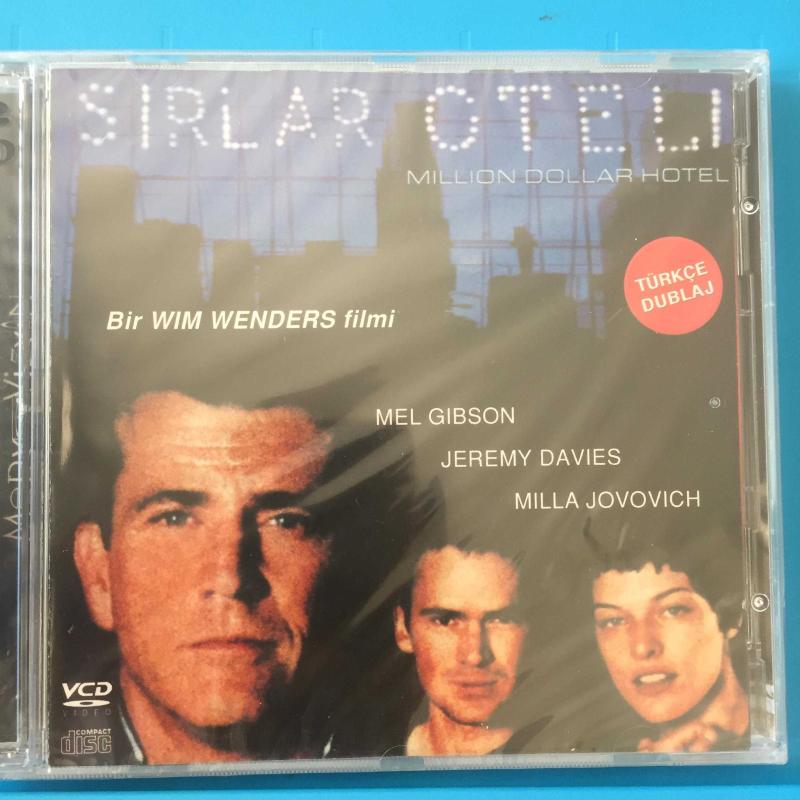 SIRLAR OTELI
MILLION DOLLAR HOTEL
TÜRKÇE
DUBLAJ
Bir WIM WENDERS filmi
MEL GIBSON
JEREMY DAVIES
MILLA JOVOVICH
VCD
VIDEO
COMPACT
disc